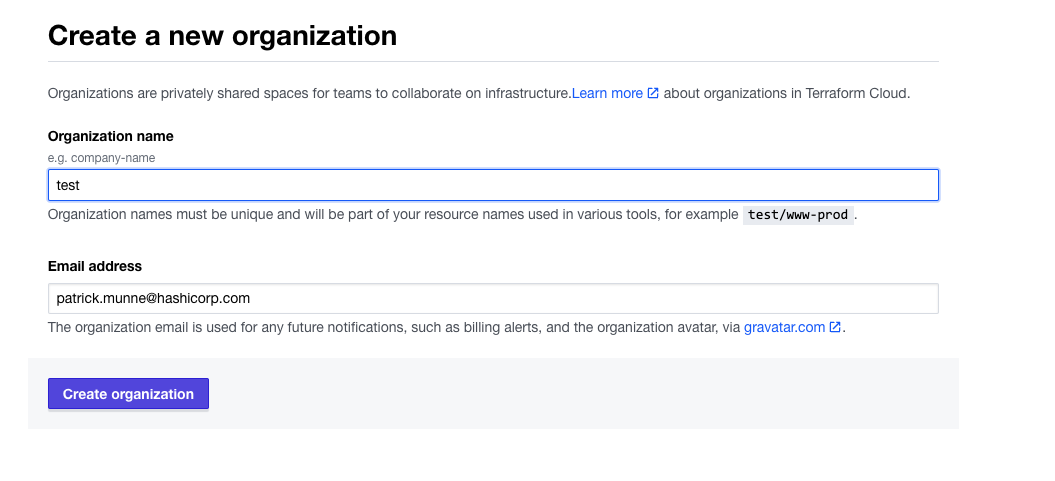 Create a new organization
Organizations are privately shared spaces for teams to collaborate on infrastructure.Learn more about organizations in Terraform Cloud.
Organization name
e.g. company-name
test
Organization names must be unique and will be part of your resource names used in various tools, for example test/www-prod .
Email address
patrick.munne@hashicorp.com
The organization email is used for any future notifications, such as billing alerts, and the organization avatar, via gravatar.com .
Create organization